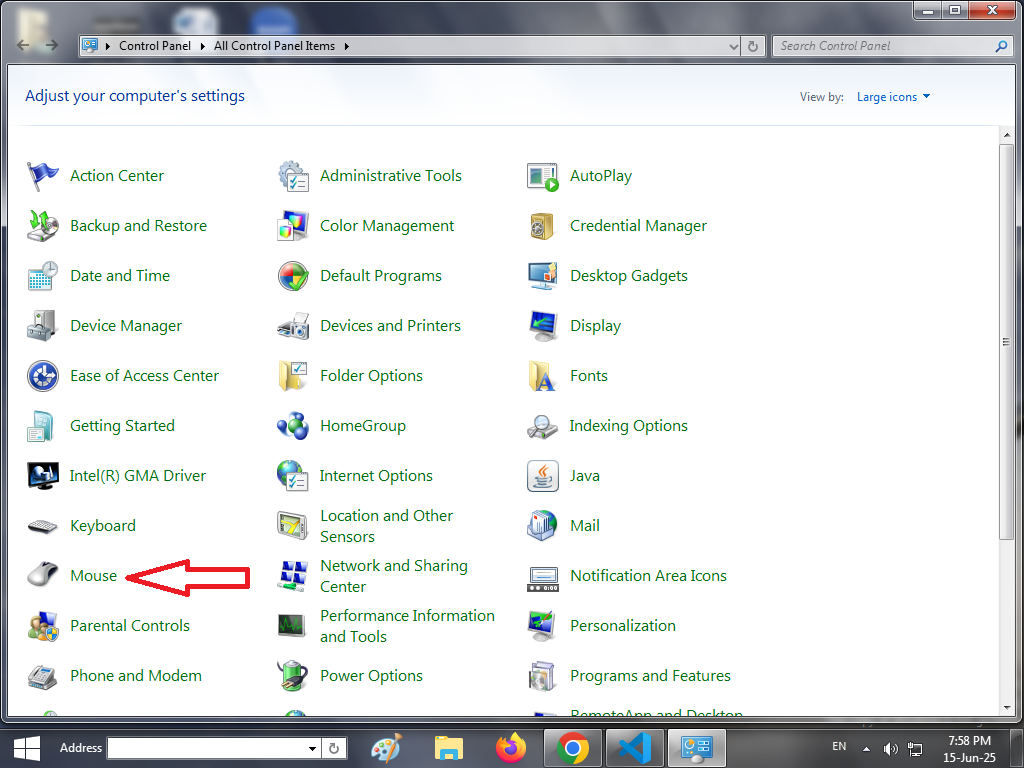 Control Panel
All Control Panel Items
Search Control Panel
Adjust your computer's settings
View by:
Large icons
Action Center
Administrative Tools
AutoPlay
Backup and Restore
Color Management
Credential Manager
Date and Time
Default Programs
Desktop Gadgets
Device Manager
Devices and Printers
Display
Ease of Access Center
Folder Options
Fonts
Getting Started
HomeGroup
Indexing Options
Intel(R) GMA Driver
Internet Options
Java
Keyboard
Location and Other
Sensors
Mail
Mouse
Network and Sharing
Center
Notification Area Icons
Parental Controls
Performance Information
and Tools
Personalization
Phone and Modem
Power Options
Programs and Features
RemoteApp and Desktop
Address
EN
7:58 PM
15-Jun-25